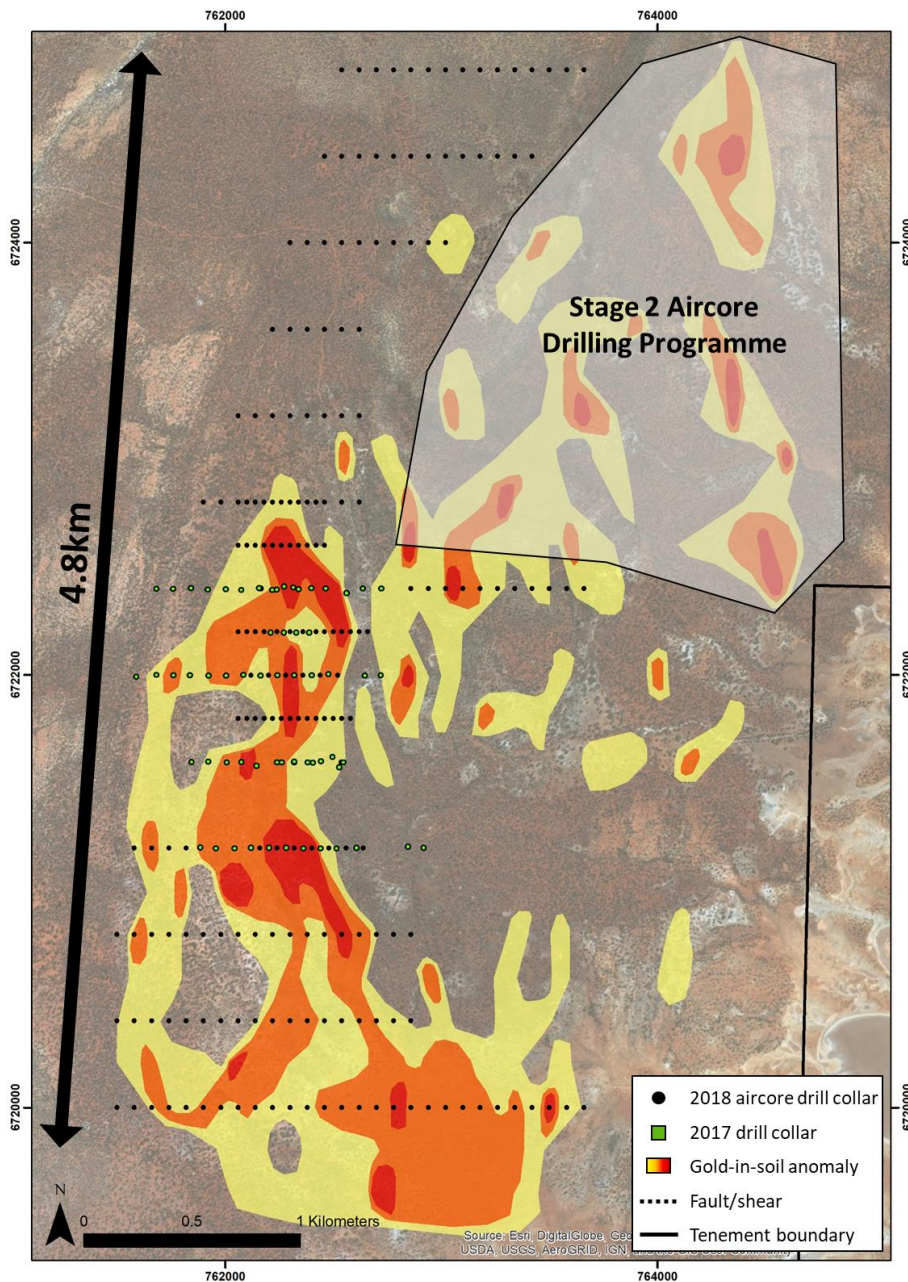 762000
764000
6724000
6724000
Stage 2 Aircore
Drilling Programme
4.8km
6722000
6722000
6720000
6720000
2018 aircore drill collar
2017 drill collar
Gold-in-soil anomaly
Fault/shear
Tenement boundary
N
0 0.5 1 Kilometers
Source: Esri, DigitalGlobe,
USDA, USGS, AeroGRID, IGN,
762000
764000